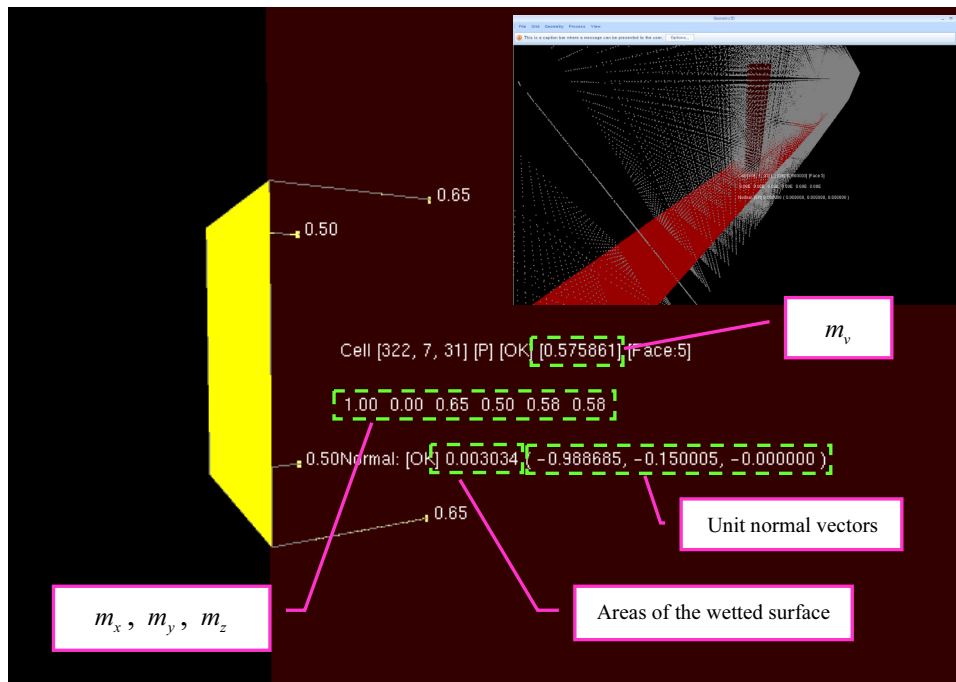 Geometry3D
File Grid Geometry Process View
This is a caption bar where a message can be presented to the user. Options...
0.65
0.50
m_v
Cell [322, 7, 31] [P] [OK] [0.575861] [Face:5]
1.00 0.00 0.65 0.50 0.58 0.58
0.50Normal: [OK] 0.003034 ( −0.988685, −0.150005, −0.000000 )
0.65
Unit normal vectors
m_x , m_y , m_z
Areas of the wetted surface